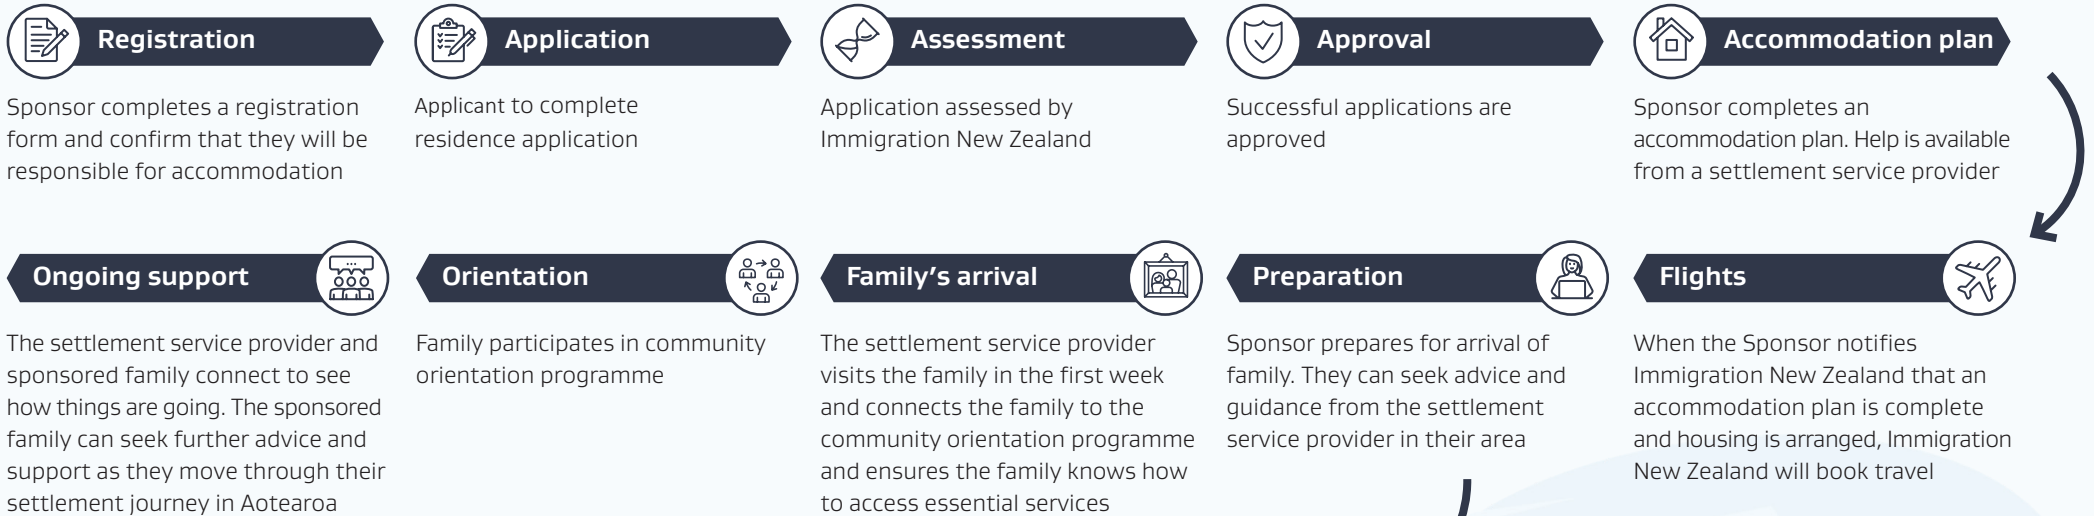 Registration
Sponsor completes a registration
form and confirm that they will be
responsible for accommodation
Application
Applicant to complete
residence application
Assessment
Application assessed by
Immigration New Zealand
Approval
Successful applications are
approved
Accommodation plan
Sponsor completes an
accommodation plan. Help is available
from a settlement service provider
Flights
When the Sponsor notifies
Immigration New Zealand that an
accommodation plan is complete
and housing is arranged, Immigration
New Zealand will book travel
Preparation
Sponsor prepares for arrival of
family. They can seek advice and
guidance from the settlement
service provider in their area
Family’s arrival
The settlement service provider
visits the family in the first week
and connects the family to the
community orientation programme
and ensures the family knows how
to access essential services
Orientation
Family participates in community
orientation programme
Ongoing support
The settlement service provider and
sponsored family connect to see
how things are going. The sponsored
family can seek further advice and
support as they move through their
settlement journey in Aotearoa